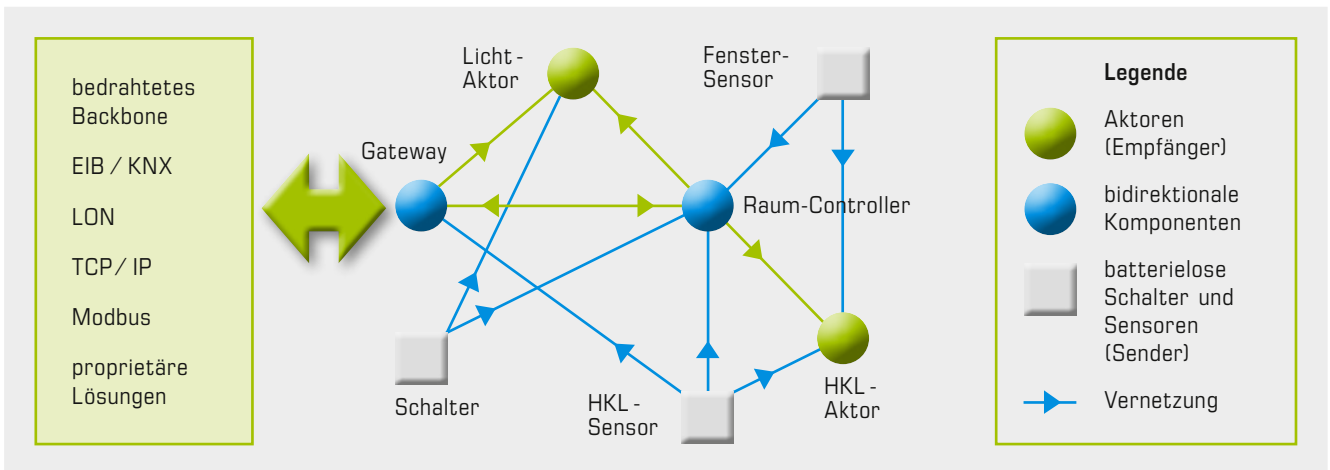 bedrahtetes
Backbone
EIB / KNX
LON
TCP / IP
Modbus
proprietäre
Lösungen
Licht-
Aktor
Fenster-
Sensor
Gateway
Raum-Controller
Schalter
HKL-
Sensor
HKL-
Aktor
Legende
Aktoren
(Empfänger)
bidirektionale
Komponenten
batterielose
Schalter und
Sensoren
(Sender)
Vernetzung